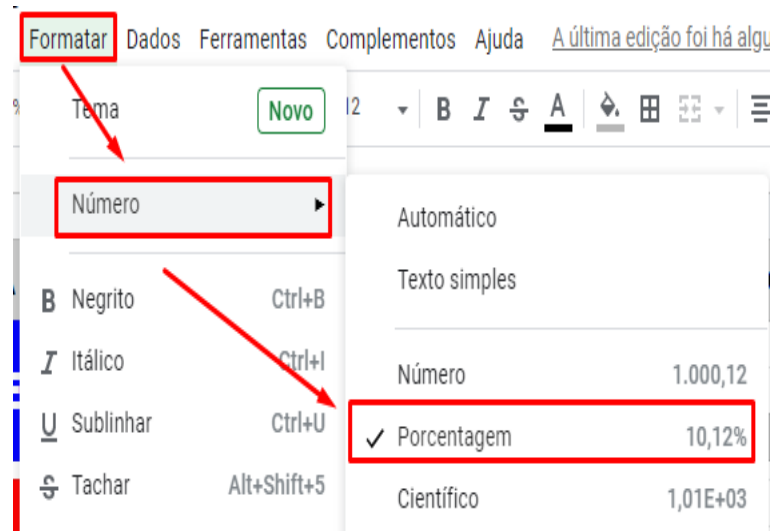 Formatar Dados Ferramentas Complementos Ajuda A última edição foi há algu
% Tema Novo 12 B I S A
Número
Automático
Texto simples
B Negrito Ctrl+B
I Itálico Ctrl+I
Número 1.000,12
U Sublinhar Ctrl+U
Porcentagem 10,12%
S Tachar Alt+Shift+5
Científico 1,01E+03